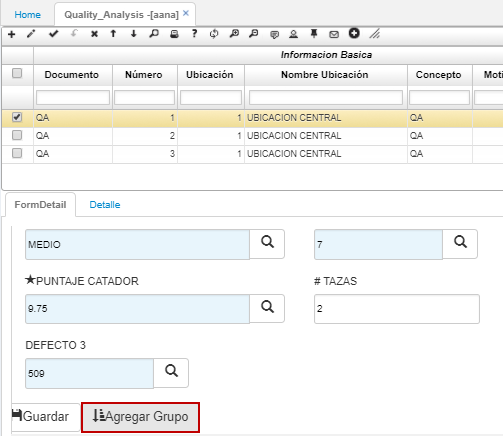 Home Quality_Analysis -[aana] ×
Informacion Basica
Documento Número Ubicación Nombre Ubicación Concepto Moti
QA 1 1 UBICACION CENTRAL QA
QA 2 1 UBICACION CENTRAL QA
QA 3 1 UBICACION CENTRAL QA
FormDetail Detalle
MEDIO 7
★PUNTAJE CATADOR # TAZAS
9.75 2
DEFECTO 3
509
Guardar Agregar Grupo